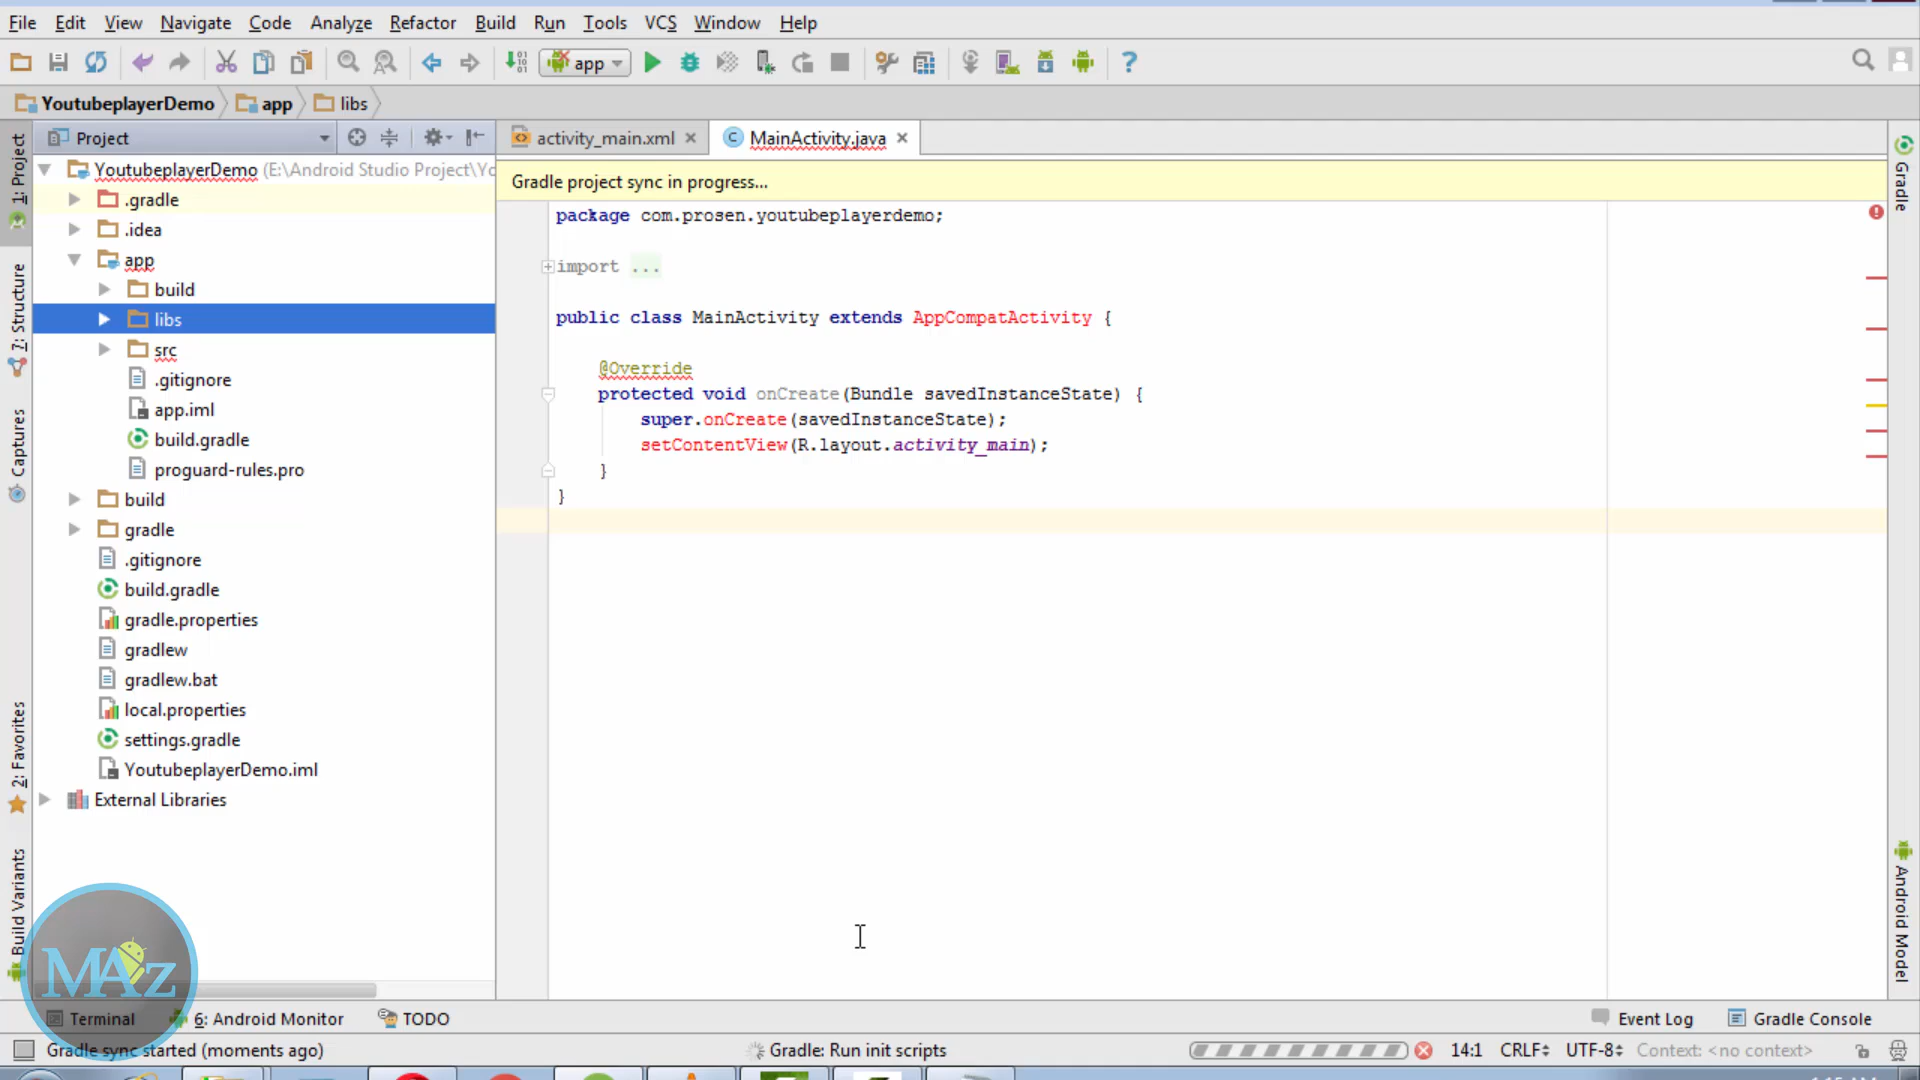 File Edit View Navigate Code Analyze Refactor Build Run Tools VCS Window Help
app
YoutubeplayerDemo app libs
Project
activity_main.xml
MainActivity.java
1: Project
7: Structure
Captures
2: Favorites
Build Variants
YoutubeplayerDemo (E:\Android Studio Project\Yo
.gradle
.idea
app
build
libs
src
.gitignore
app.iml
build.gradle
proguard-rules.pro
build
gradle
.gitignore
build.gradle
gradle.properties
gradlew
gradlew.bat
local.properties
settings.gradle
YoutubeplayerDemo.iml
External Libraries
Gradle project sync in progress...
package com.prosen.youtubeplayerdemo;
import ...
public class MainActivity extends AppCompatActivity {
@Override
protected void onCreate(Bundle savedInstanceState) {
super.onCreate(savedInstanceState);
setContentView(R.layout.activity_main);
}
}
Gradle
Android Model
MAz
Terminal 6: Android Monitor TODO Event Log Gradle Console
Gradle sync started (moments ago) Gradle: Run init scripts 14:1 CRLF UTF-8 Context: <no context>